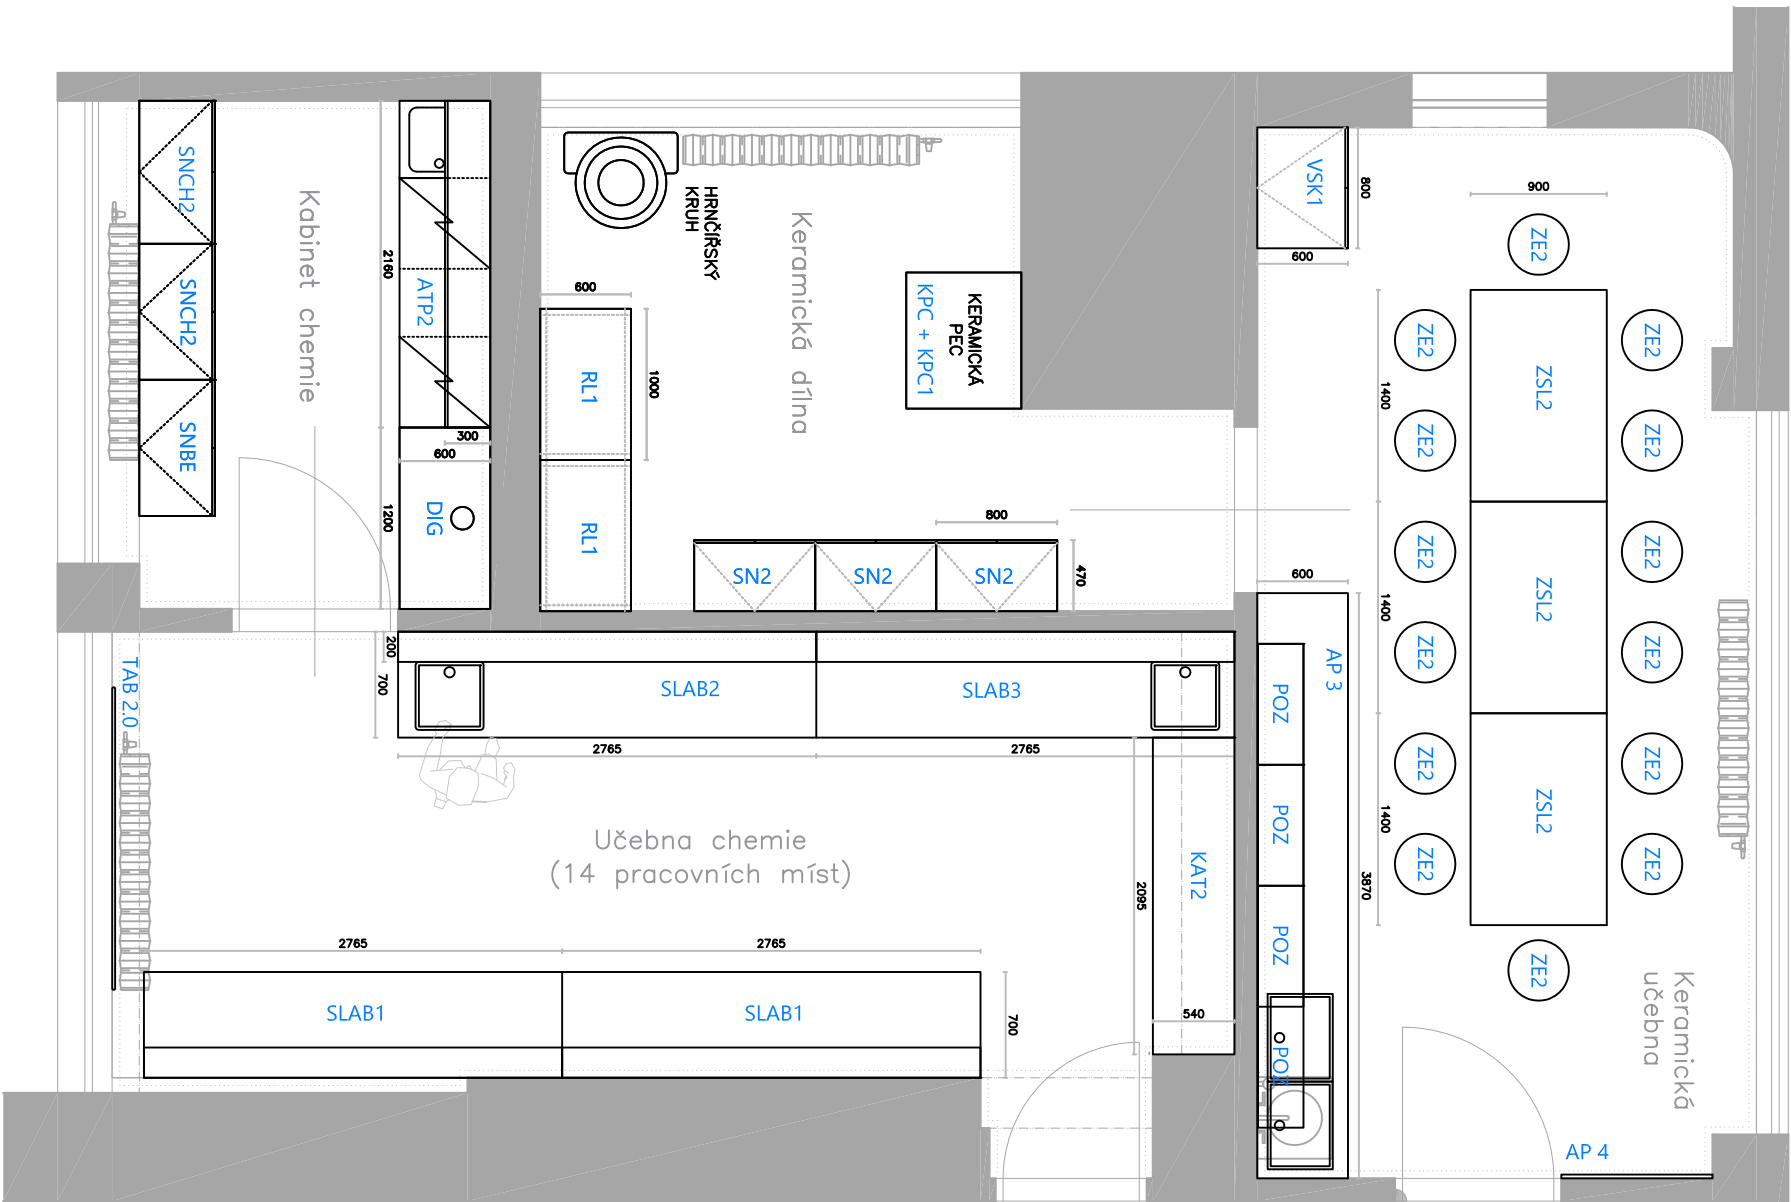 SNCH2
SNCH2
SNBE
Kabinet chemie
2160
1200
ATP2
300
600
DIG
HRNČÍŘSKÝ
KRUH
Keramická dílna
600
1000
RL1
RL1
KERAMICKÁ
PEC
KPC + KPC1
800
470
SN2
SN2
SN2
VSK1
800
600
900
ZE2
ZE2
ZE2
ZE2
ZE2
ZE2
ZE2
ZE2
ZE2
ZE2
ZE2
ZE2
ZE2
ZE2
ZSL2
ZSL2
ZSL2
1400
1400
1400
600
AP 3
POZ
POZ
POZ
POZ
3870
Keramická
učebna
AP 4
TAB 2.0
200
700
SLAB2
SLAB3
2765
2765
Učebna chemie
(14 pracovních míst)
KAT2
2095
540
2765
2765
SLAB1
SLAB1
700